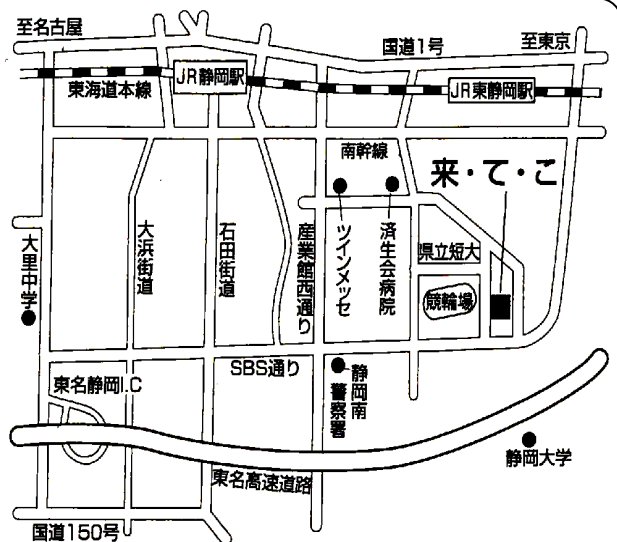 至名古屋
国道1号
至東京
JR静岡駅
JR東静岡駅
東海道本線
南幹線
来・て・こ
大里中学
大浜街道
石田街道
産業館西通り
ツインメッセ
済生会病院
県立短大
競輪場
SBS通り
東名静岡I.C
静岡南
警察署
静岡大学
東名高速道路
国道150号